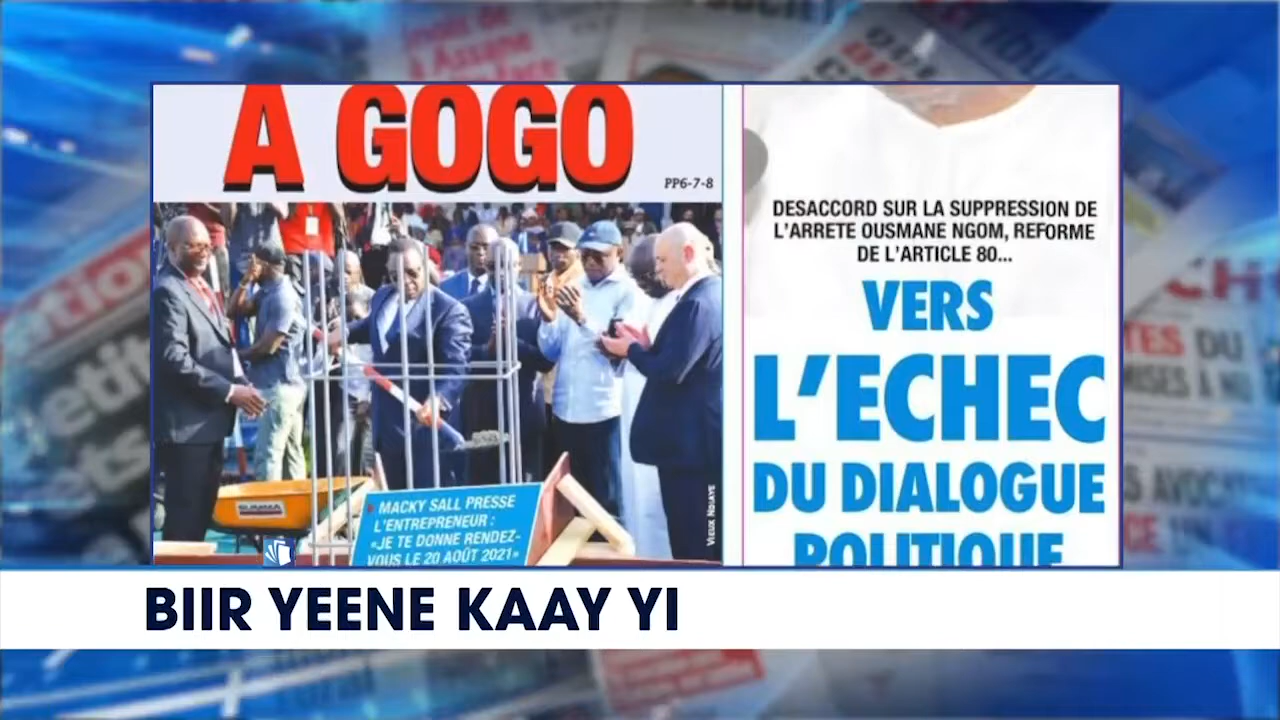 A GOGO
PP6-7-8
SUMMA
MACKY SALL PRESSE
L'ENTREPRENEUR :
«JE TE DONNE RENDEZ-
VOUS LE 20 AOÛT 2021»
VIEUX NDIAYE
DESACCORD SUR LA SUPPRESSION DE
L'ARRETE OUSMANE NGOM, REFORME
DE L'ARTICLE 80...
VERS
L'ECHEC
DU DIALOGUE
POLITIQUE
BIIR YEENE KAAY YI